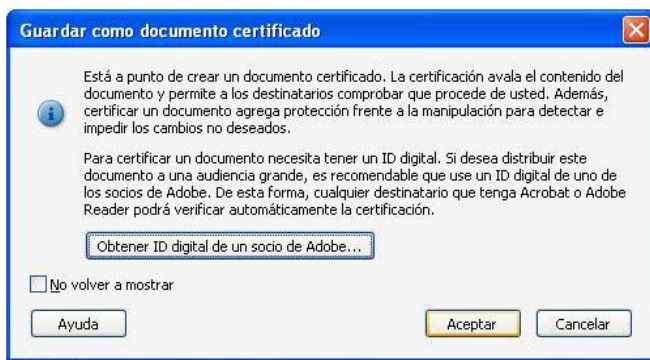 Guardar como documento certificado
Está a punto de crear un documento certificado. La certificación avala el contenido del
documento y permite a los destinatarios comprobar que procede de usted. Además,
certificar un documento agrega protección frente a la manipulación para detectar e
impedir los cambios no deseados.
Para certificar un documento necesita tener un ID digital. Si desea distribuir este
documento a una audiencia grande, es recomendable que use un ID digital de uno de
los socios de Adobe. De esta forma, cualquier destinatario que tenga Acrobat o Adobe
Reader podrá verificar automáticamente la certificación.
Obtener ID digital de un socio de Adobe...
No volver a mostrar
Ayuda Aceptar Cancelar